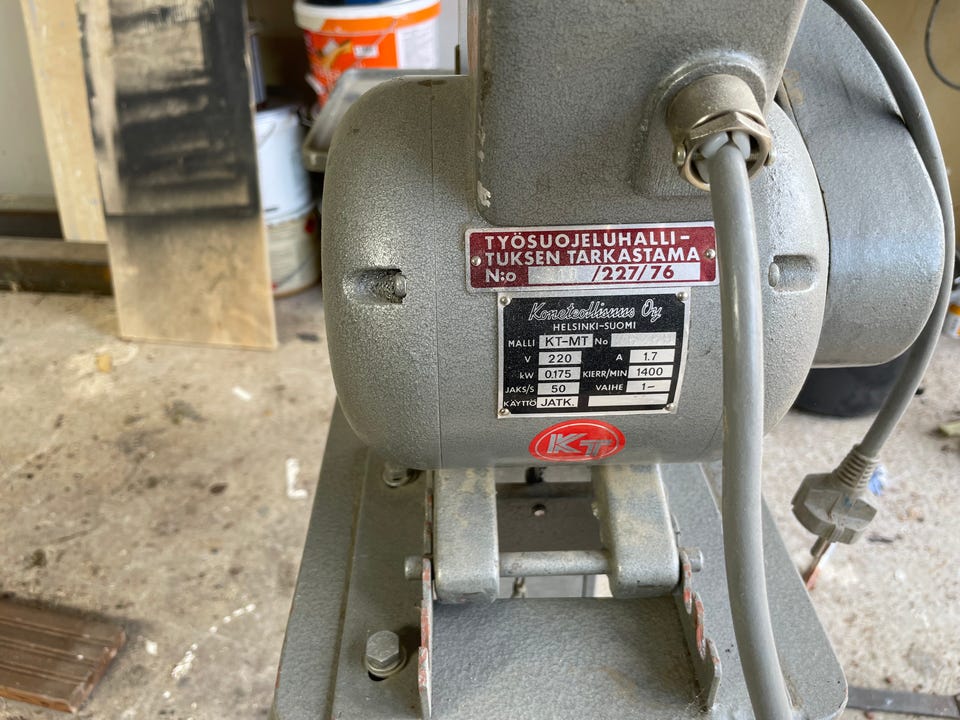 TYÖSUOJELUHALLI-
TUKSEN TARKASTAMA
N:o /227/76
Koneteollisuus Oy
HELSINKI-SUOMI
MALLI KT-MT No
V 220 A 1.7
kW 0.175 KIERR/MIN 1400
JAKS/S 50 VAIHE 1~
KÄYTTÖ JATK.
KT